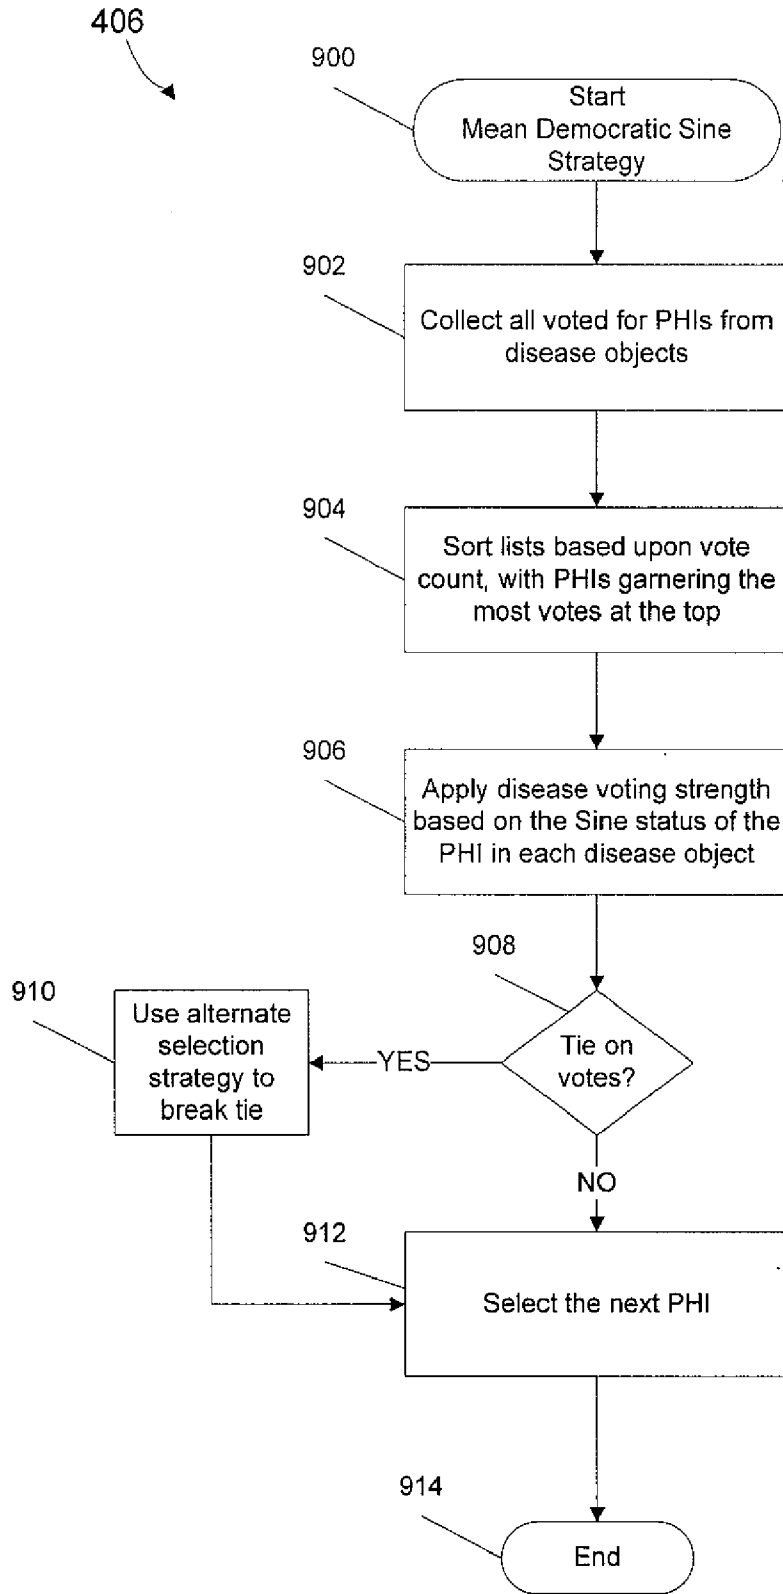 406
900
Start
Mean Democratic Sine
Strategy
902
Collect all voted for PHIs from
disease objects
904
Sort lists based upon vote
count, with PHIs garnering the
most votes at the top
906
Apply disease voting strength
based on the Sine status of the
PHI in each disease object
908
910
Use alternate
selection
strategy to
break tie
YES
Tie on
votes?
NO
912
Select the next PHI
914
End